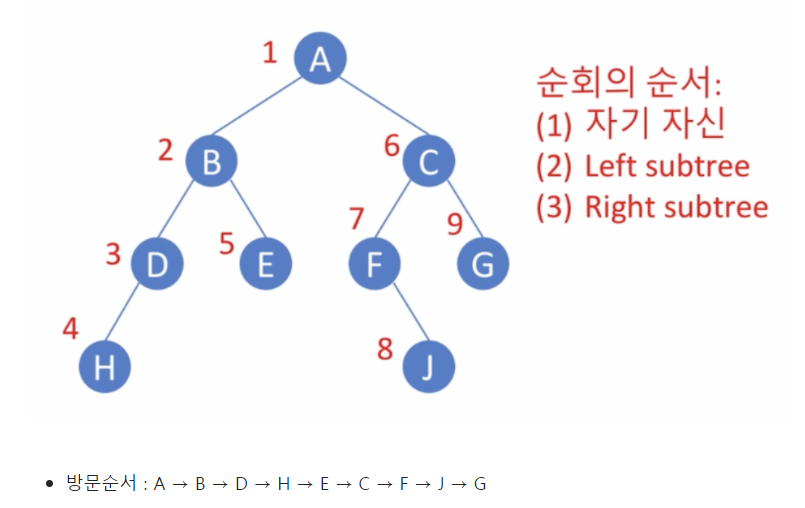 1 A
순회의 순서:
(1) 자기 자신
2 B 6 C
(2) Left subtree
(3) Right subtree
7 9
3 D 5 E F G
4 H 8 J
• 방문순서 : A → B → D → H → E → C → F → J → G